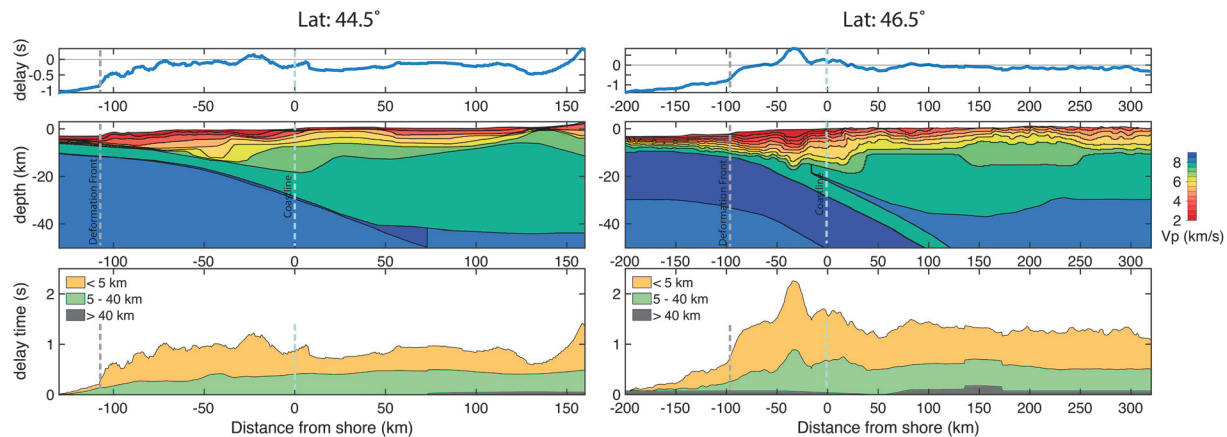 Lat: 44.5˚
Lat: 46.5˚
delay (s)
0
-0.5
-1
-100 -50 0 50 100 150
0
1
-200 -150 -100 -50 0 50 100 150 200 250 300
depth (km)
0
-20
-40
Deformation Front
Coastline
-100 -50 0 50 100 150
0
-20
-40
Deformation Front
Coastline
-200 -150 -100 -50 0 50 100 150 200 250 300
8
6
4
2
Vp (km/s)
delay time (s)
2
1
0
< 5 km
5 - 40 km
> 40 km
-100 -50 0 50 100 150
Distance from shore (km)
2
1
0
< 5 km
5 - 40 km
> 40 km
-200 -150 -100 -50 0 50 100 150 200 250 300
Distance from shore (km)